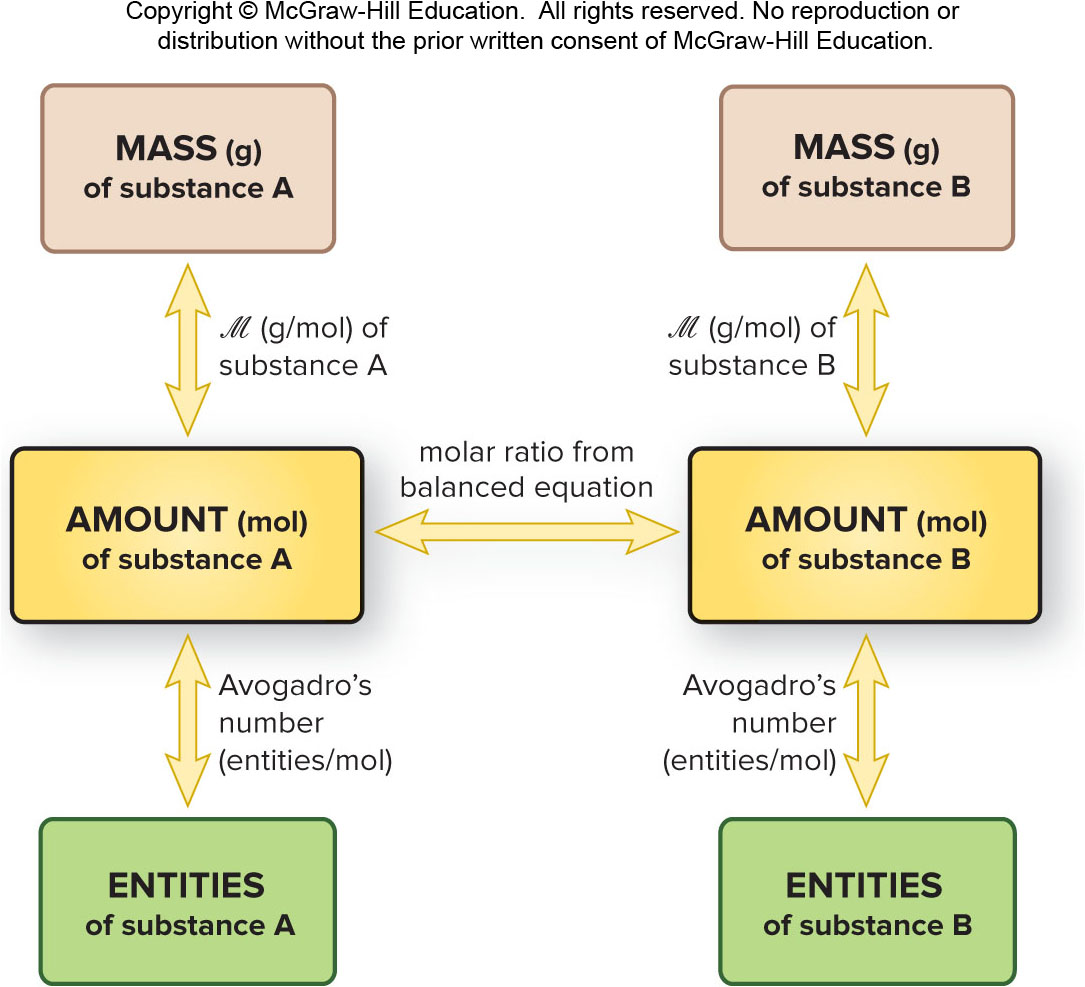 Copyright © McGraw-Hill Education.  All rights reserved. No reproduction or
distribution without the prior written consent of McGraw-Hill Education.
MASS (g)
of substance A
MASS (g)
of substance B
ℳ (g/mol) of
substance A
ℳ (g/mol) of
substance B
AMOUNT (mol)
of substance A
molar ratio from
balanced equation
AMOUNT (mol)
of substance B
Avogadro’s
number
(entities/mol)
Avogadro’s
number
(entities/mol)
ENTITIES
of substance A
ENTITIES
of substance B